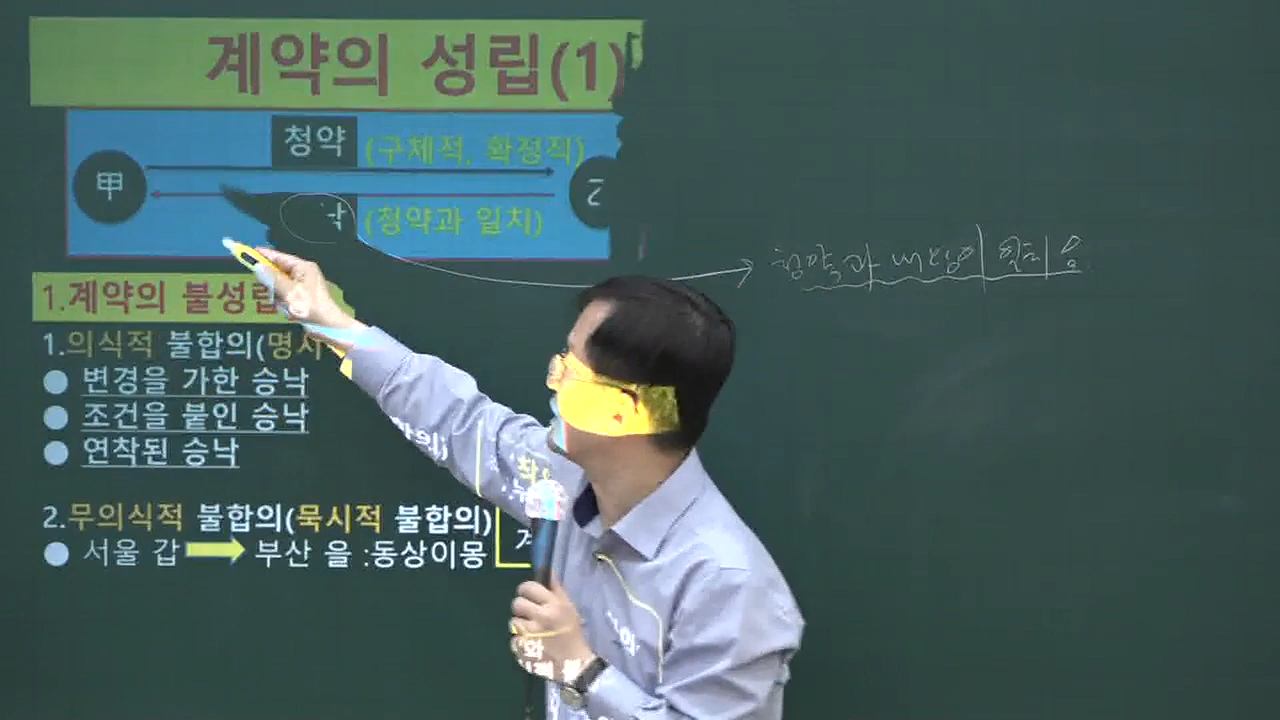 계약의 성립(1)
청약 (구체적, 확정적)
甲
(청약과 일치)
청약과 내상이 일치 음
1.계약의 불성립
1.의식적 불합의(명시
● 변경을 가한 승낙
● 조건을 붙인 승낙
● 연착된 승낙
2.무의식적 불합의(묵시적 불합의)
● 서울 갑 부산 을 :동상이몽